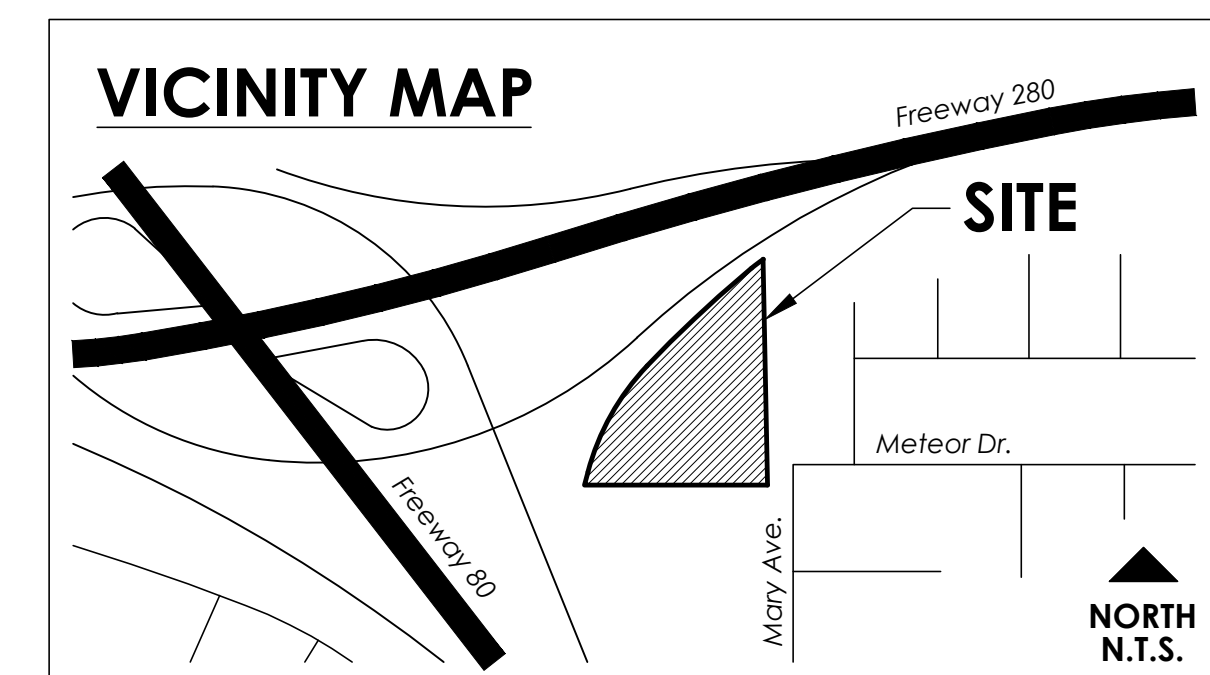 VICINITY MAP
Freeway 280
SITE
Meteor Dr.
Freeway 80
Mary Ave.
NORTH
N.T.S.